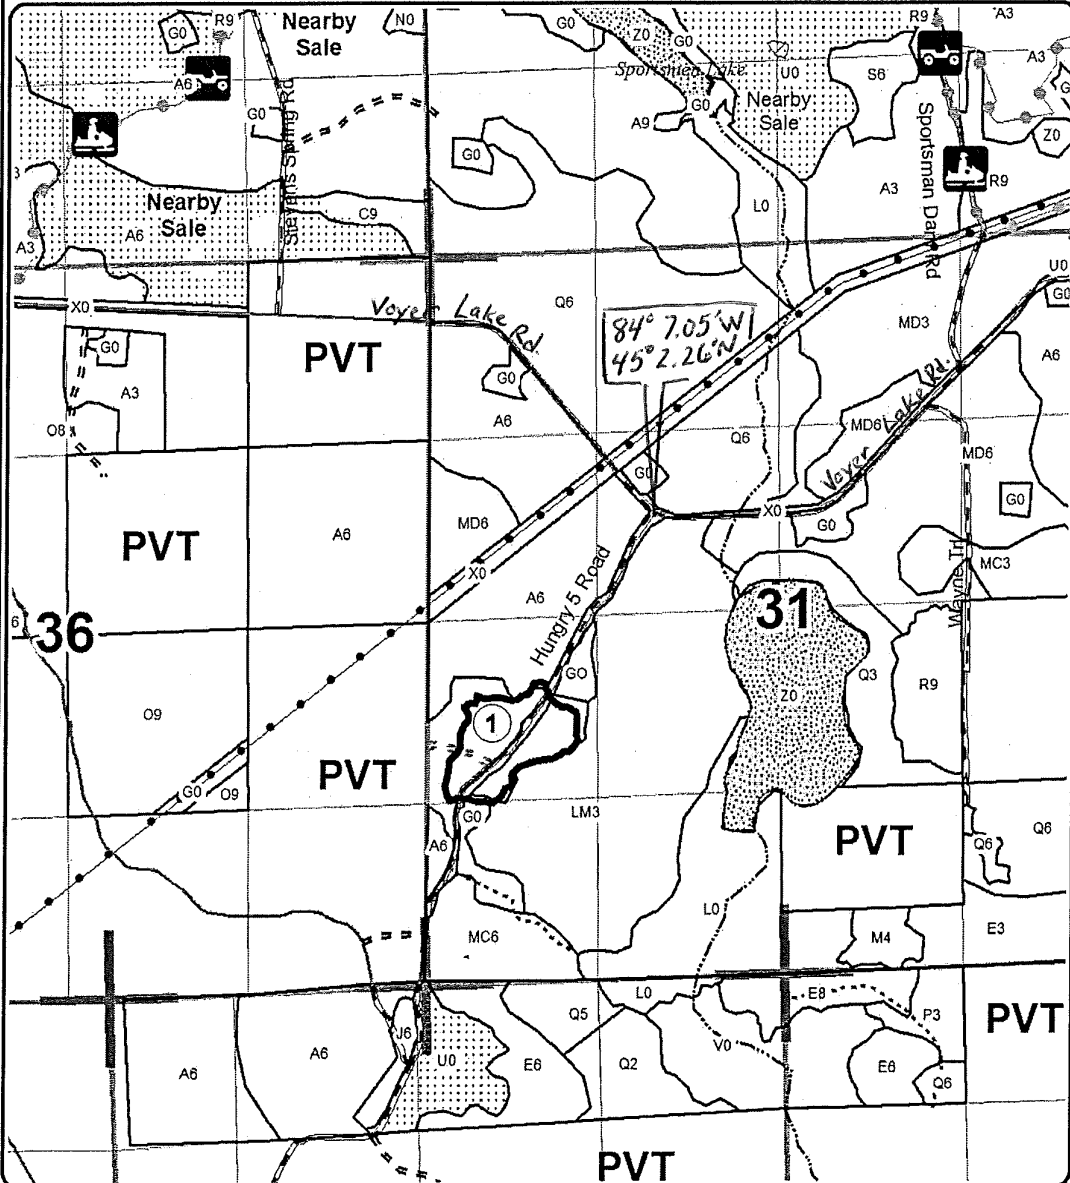 R9
G0
Nearby
Sale
N0
G0
Z0
G0
R9
A3
A6
Sportsmen Lake
U0
S6
A3
G0
Stevens Spring Rd
G0
Nearby
Sale
A9
Sportsman Dam Rd
Z0
G0
A3
R9
Nearby
Sale
A6
C9
L0
A3
U0
X0
Voyer Lake Rd
Q6
84° 7.05'W
45° 2.26'N
MD3
G0
G0
PVT
A3
G0
A6
A6
O8
Q6
MD6
Voyer Lake Rd.
MD6
G0
PVT
A6
MD6
X0
G0
X0
G0
MC3
Wayne Trl
A6
Hungry 5 Road
6
36
31
GO
Q3
R9
Z0
O9
1
G0
O9
PVT
G0
LM3
A6
PVT
Q6
Q6
L0
MC6
M4
E3
L0
E8
P3
PVT
Q5
J6
A6
A6
U0
E6
Q2
V0
E6
Q6
PVT